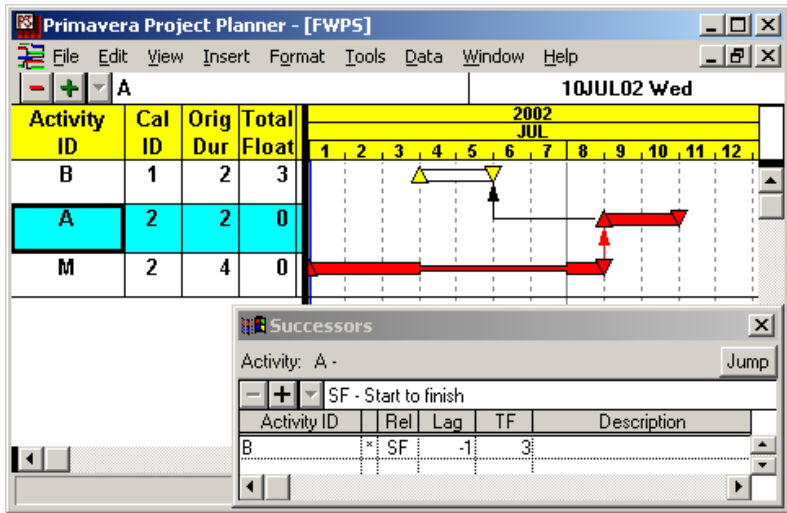 Primavera Project Planner - [FWPS]
File Edit View Insert Format Tools Data Window Help
A 10JUL02 Wed
Activity ID Cal ID Orig Dur Total Float
2002
JUL
1 2 3 4 5 6 7 8 9 10 11 12
B 1 2 3
A 2 2 0
M 2 4 0
Successors
Activity: A - Jump
SF - Start to finish
Activity ID Rel Lag TF Description
B * SF -1 3